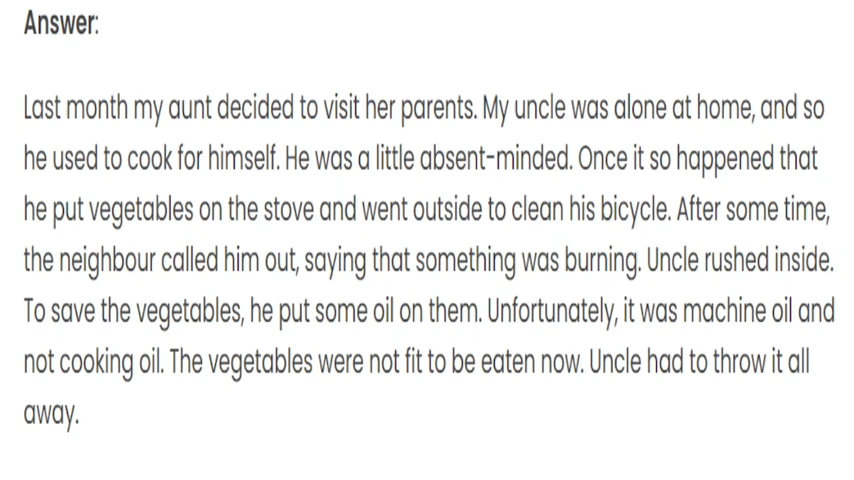 Answer:
Last month my aunt decided to visit her parents. My uncle was alone at home, and so
he used to cook for himself. He was a little absent-minded. Once it so happened that
he put vegetables on the stove and went outside to clean his bicycle. After some time,
the neighbour called him out, saying that something was burning. Uncle rushed inside.
To save the vegetables, he put some oil on them. Unfortunately, it was machine oil and
not cooking oil. The vegetables were not fit to be eaten now. Uncle had to throw it all
away.